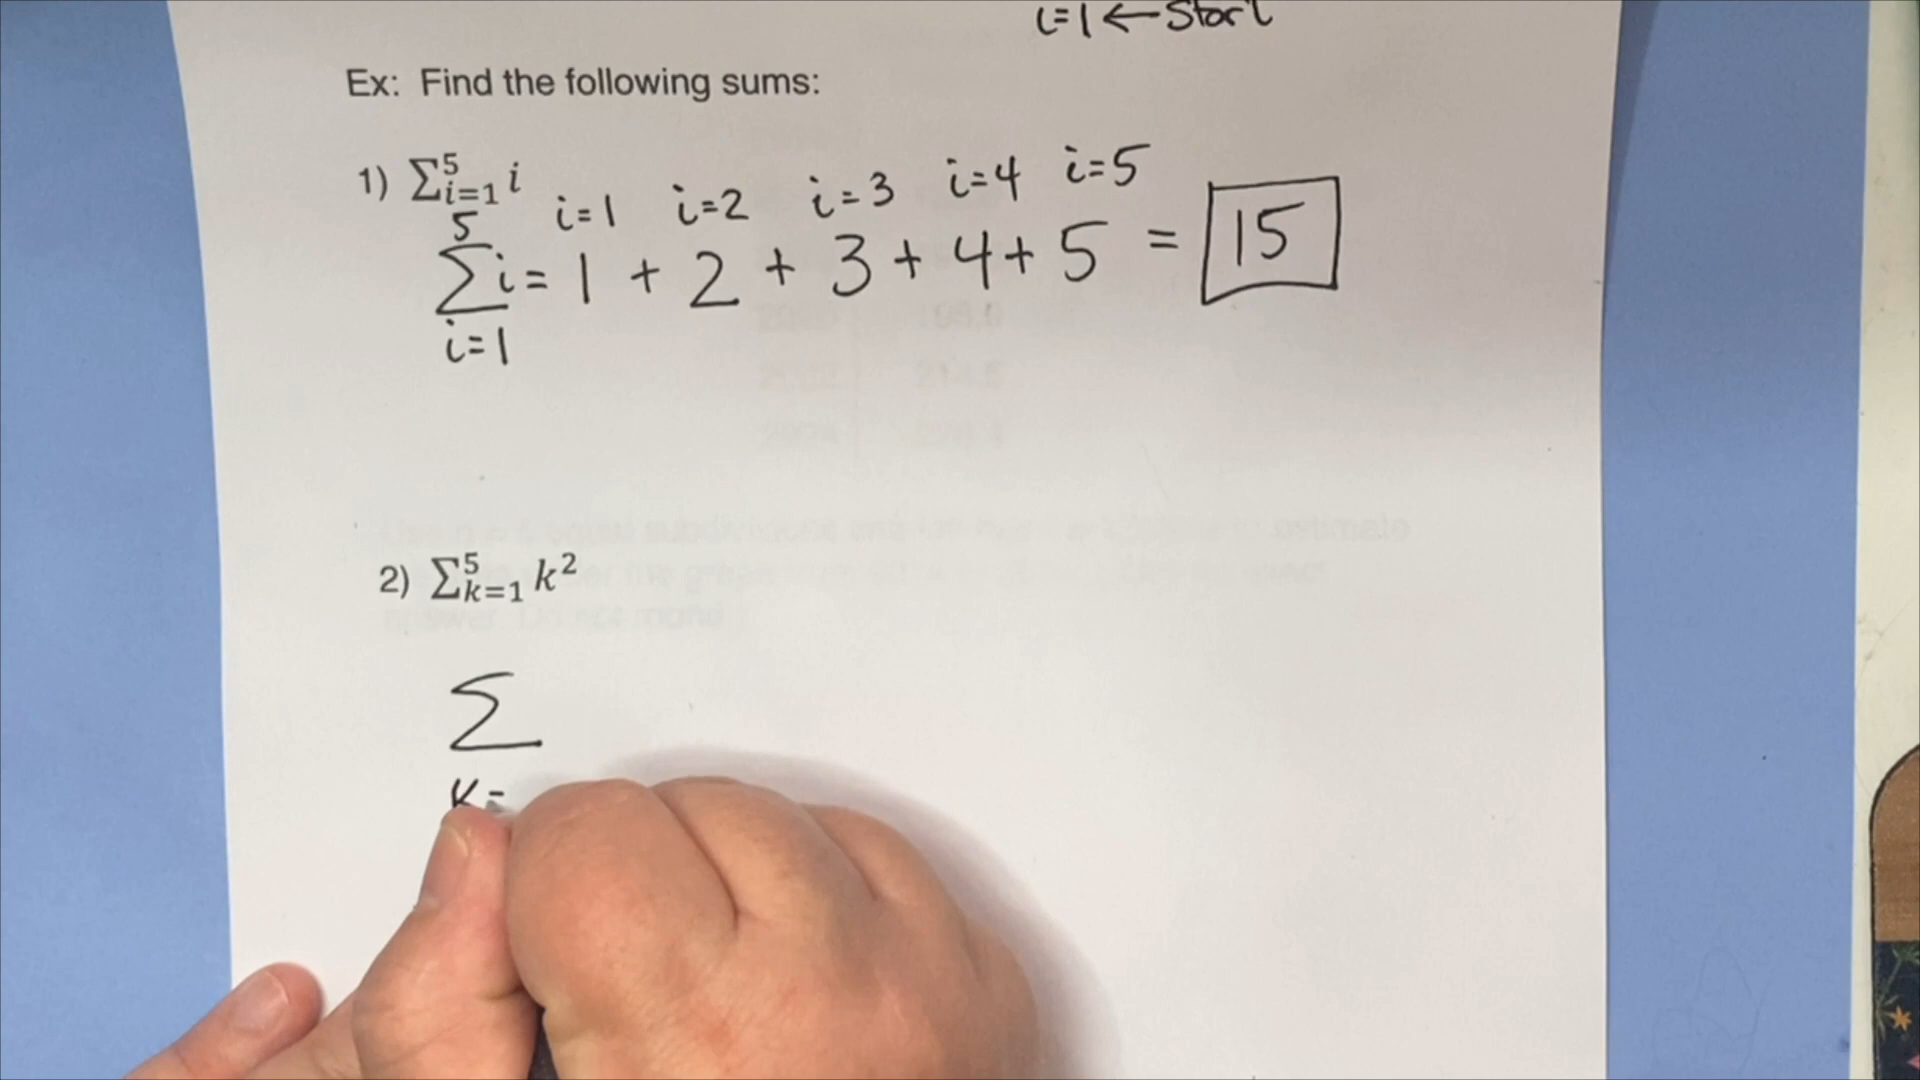 i=1 ← Start
Ex: Find the following sums:
1) ∑⁵ᵢ₌₁ i
i=1 i=2 i=3 i=4 i=5
5
∑ i = 1 + 2 + 3 + 4 + 5 = 15
i=1
2) ∑⁵ₖ₌₁ k²
∑
K=